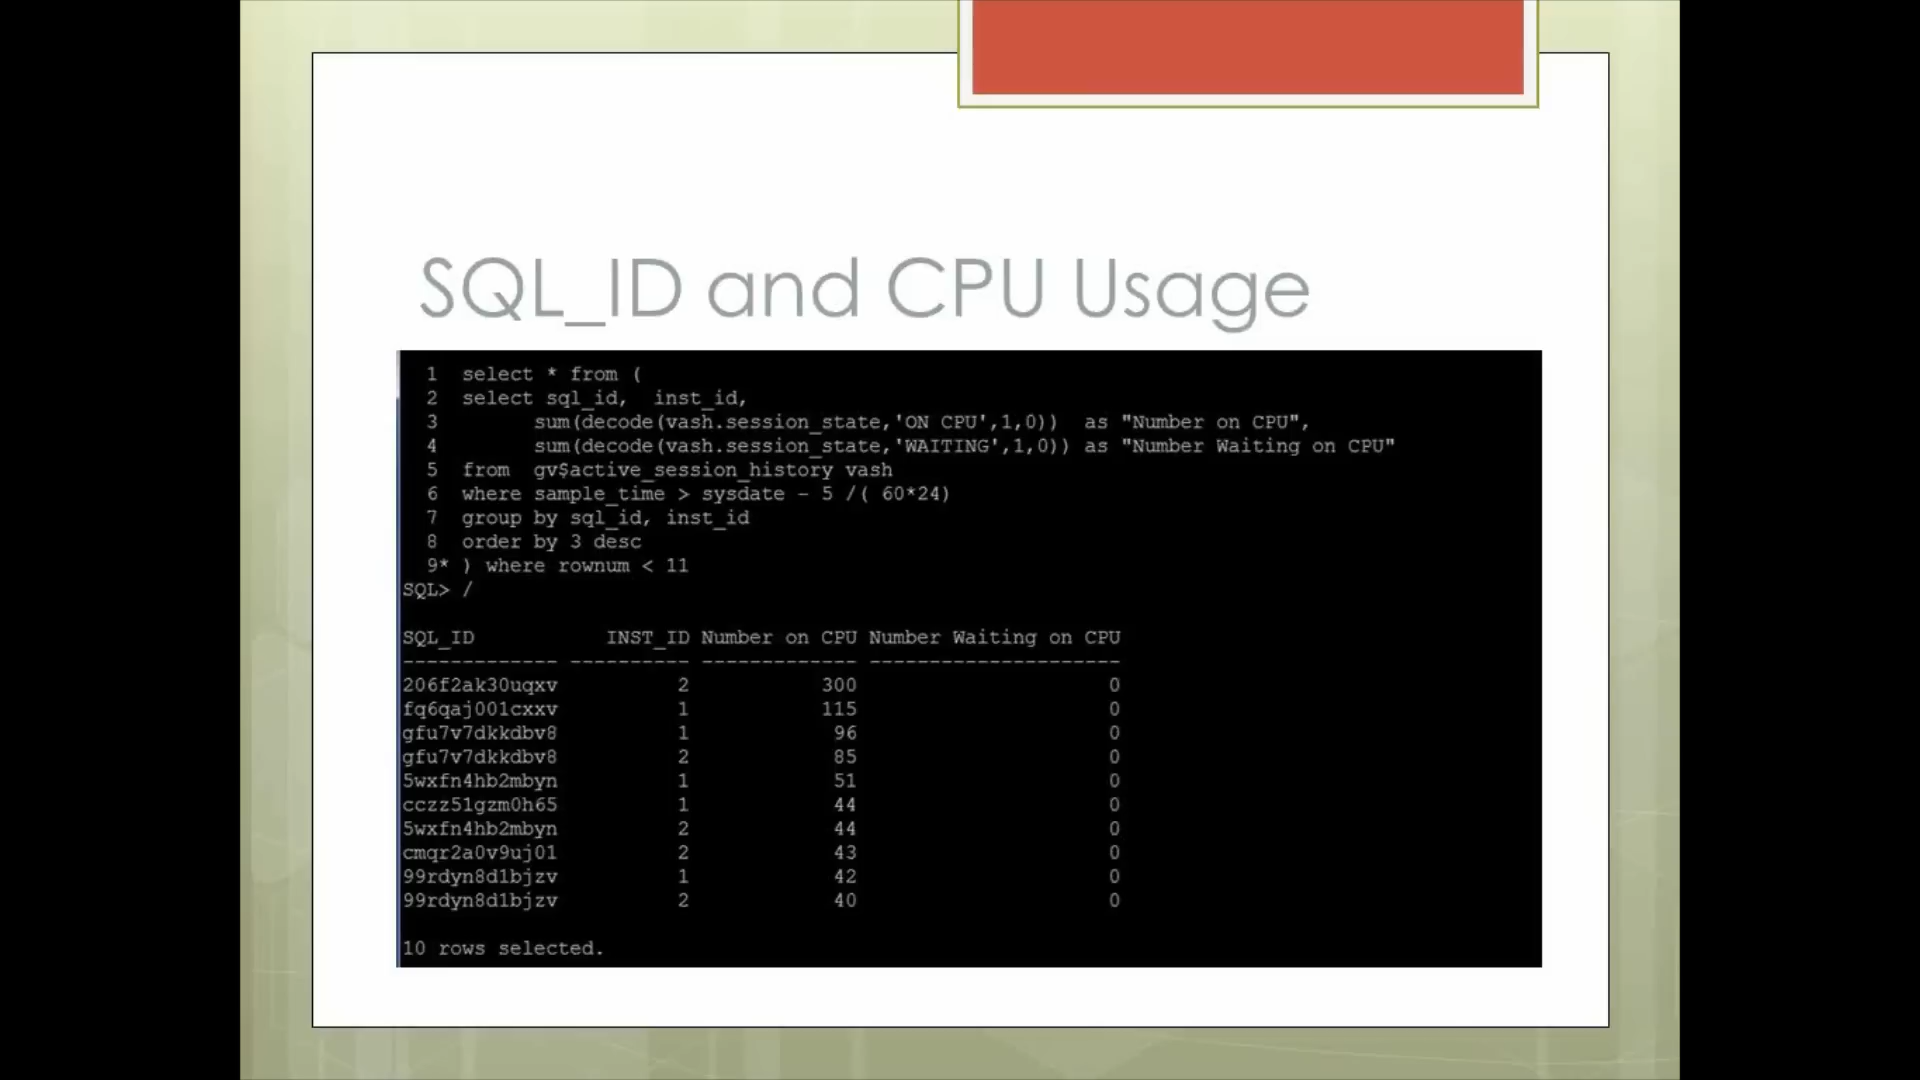 SQL_ID and CPU Usage
1 select * from (
2 select sql_id, inst_id,
3 sum(decode(vash.session_state,'ON CPU',1,0)) as "Number on CPU",
4 sum(decode(vash.session_state,'WAITING',1,0)) as "Number Waiting on CPU"
5 from gv$active_session_history vash
6 where sample_time > sysdate - 5 /( 60*24)
7 group by sql_id, inst_id
8 order by 3 desc
9* ) where rownum < 11
SQL> /
SQL_ID INST_ID Number on CPU Number Waiting on CPU
------------- ---------- ------------- ---------------------
206f2ak30uqxv 2 300 0
fq6qaj001cxxv 1 115 0
gfu7v7dkkdbv8 1 96 0
gfu7v7dkkdbv8 2 85 0
5wxfn4hb2mbyn 1 51 0
cczz51gzm0h65 1 44 0
5wxfn4hb2mbyn 2 44 0
cmqr2a0v9uj01 2 43 0
99rdyn8d1bjzv 1 42 0
99rdyn8d1bjzv 2 40 0
10 rows selected.